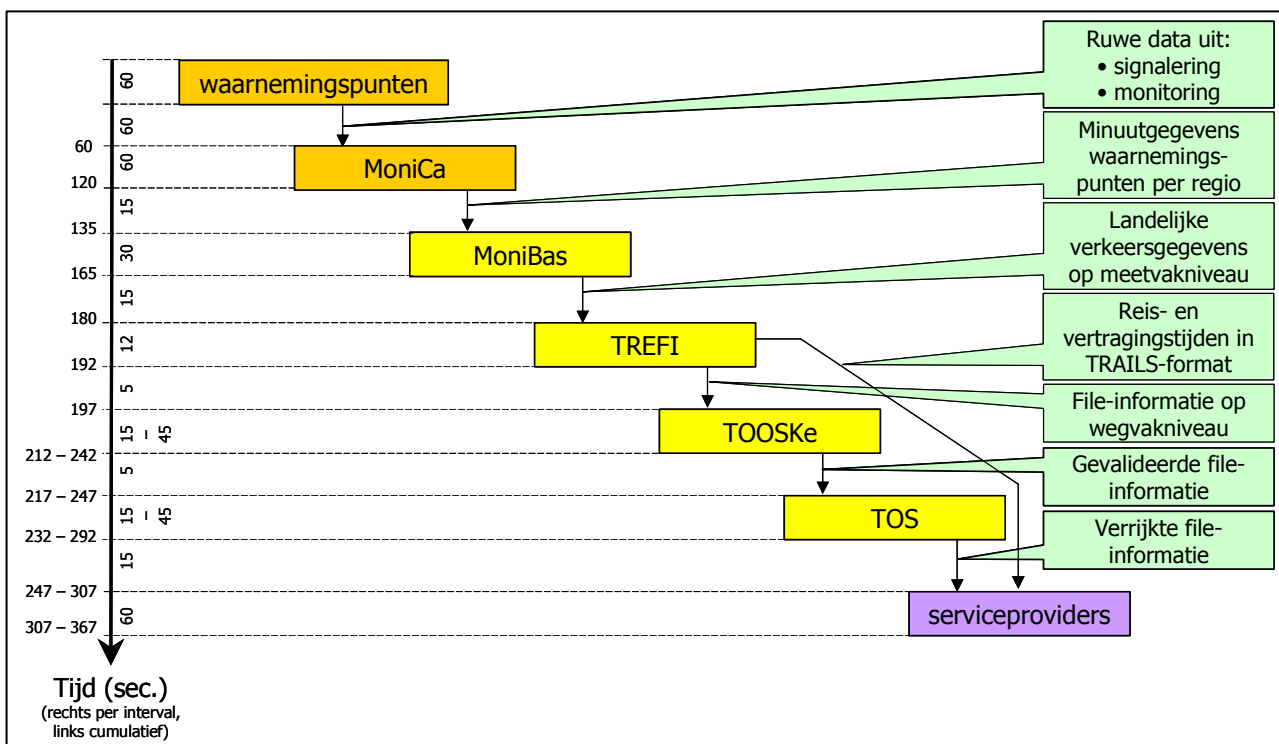 Ruwe data uit:
• signalering
• monitoring
60
waarnemingspunten
60
Minuutgegevens
waarnemings-
punten per regio
60
60
MoniCa
120
15
Landelijke
verkeersgegevens
op meetvakniveau
135
30
MoniBas
165
15
Reis- en
vertragingstijden in
TRAILS-format
180
12
TREFI
192
5
File-informatie op
wegvakniveau
197
15 – 45
TOOSKe
212 – 242
5
Gevalideerde file-
informatie
217 – 247
15 – 45
TOS
232 – 292
15
Verrijkte file-
informatie
247 – 307
60
serviceproviders
307 – 367
Tijd (sec.)
(rechts per interval,
links cumulatief)